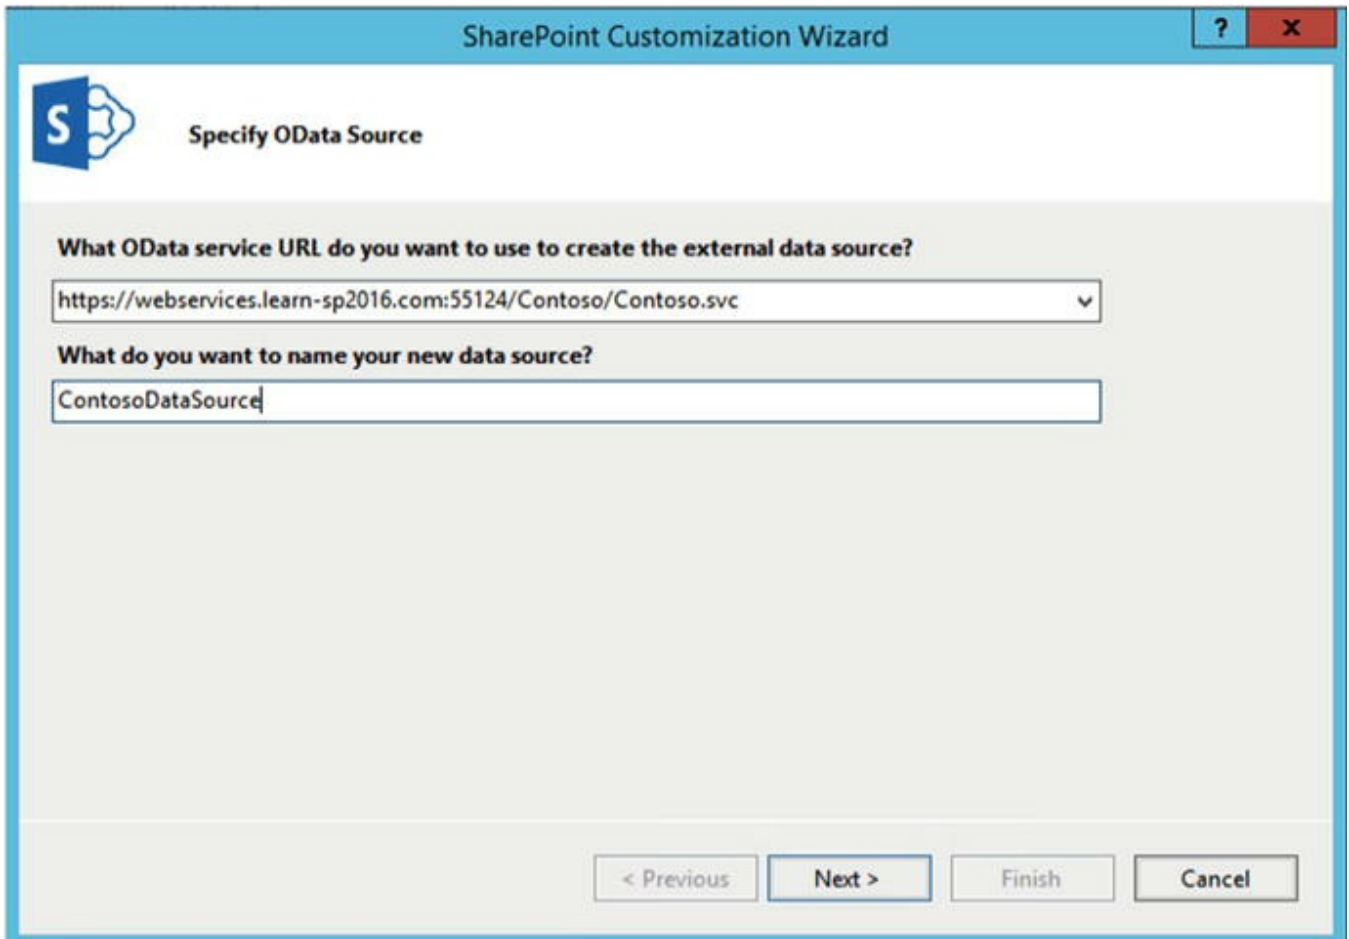 SharePoint Customization Wizard
?
x
S
Specify OData Source
What OData service URL do you want to use to create the external data source?
https://webservices.learn-sp2016.com:55124/Contoso/Contoso.svc
What do you want to name your new data source?
ContosoDataSource
< Previous
Next >
Finish
Cancel